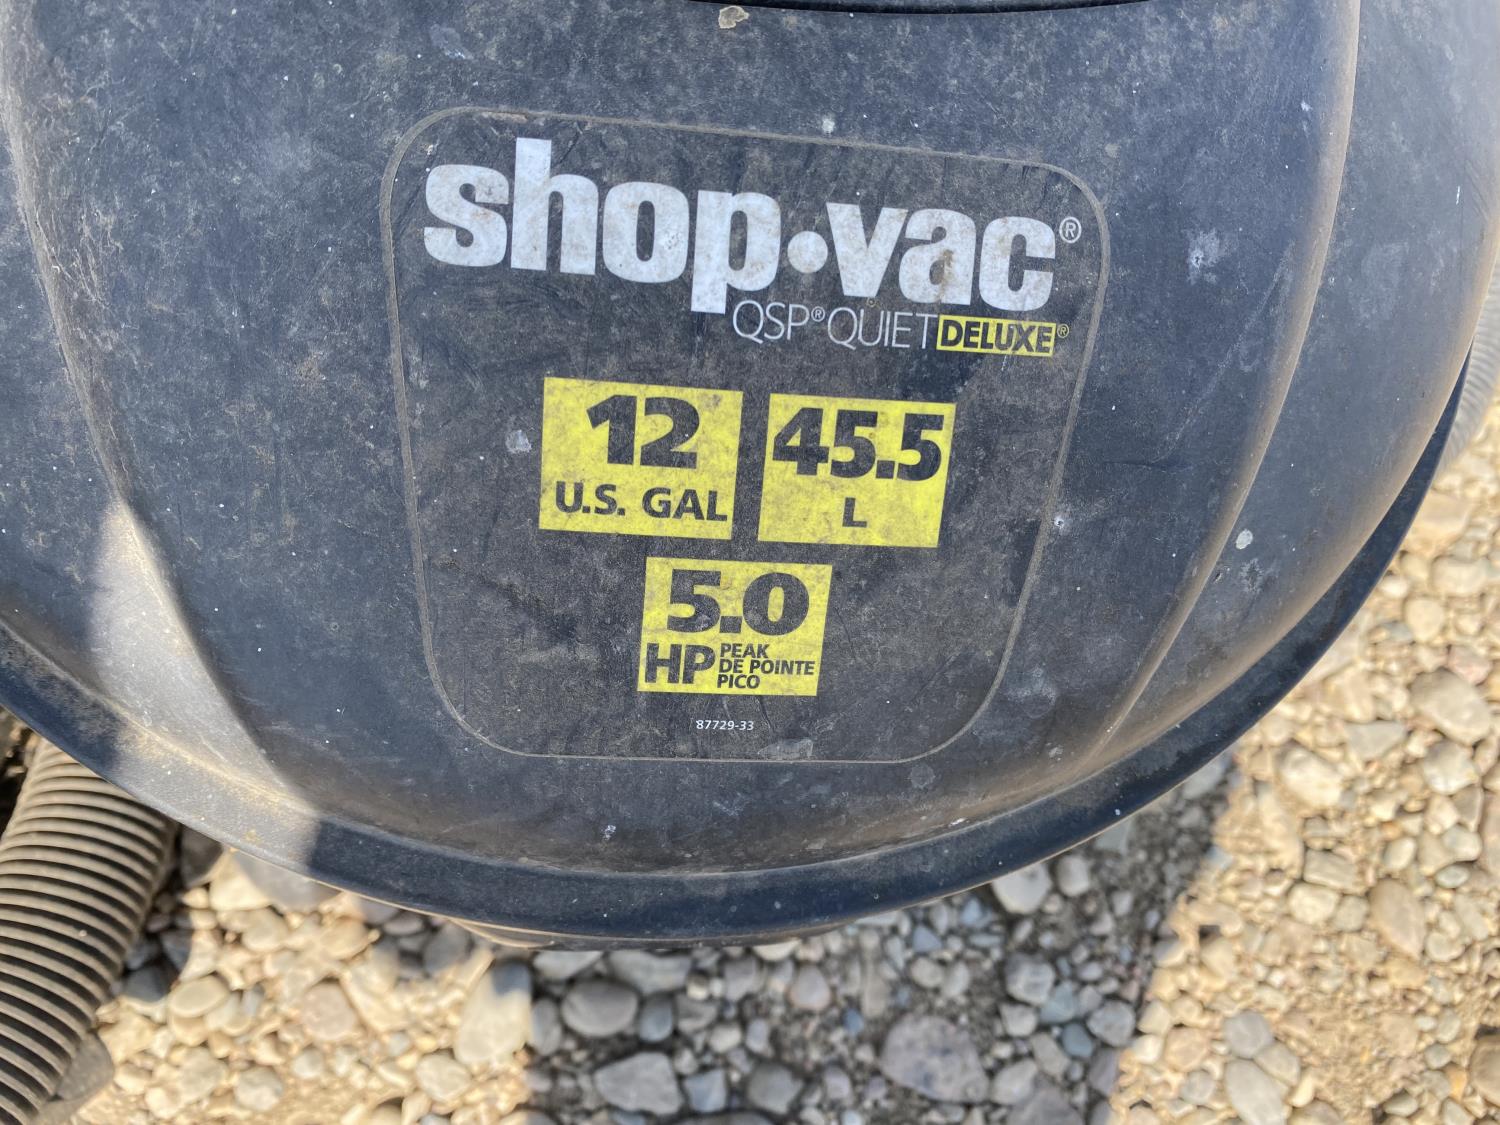 shop·vac®
QSP® QUIET DELUXE®
12
U.S. GAL
45.5
L
5.0
HP PEAK
DE POINTE
PICO
87729-33